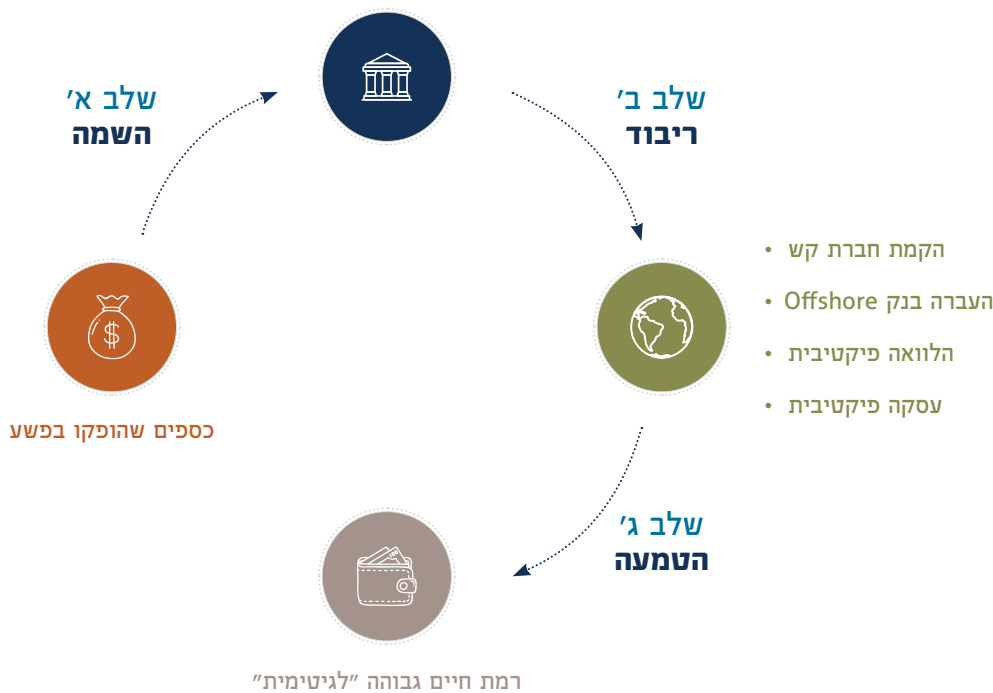 שלב א'
השמה
שלב ב'
ריבוד
• הקמת חברת קש
• העברה בנק Offshore
• הלוואה פיקטיבית
• עסקה פיקטיבית
כספים שהופקו בפשע
שלב ג'
הטמעה
רמת חיים גבוהה "לגיטימית"